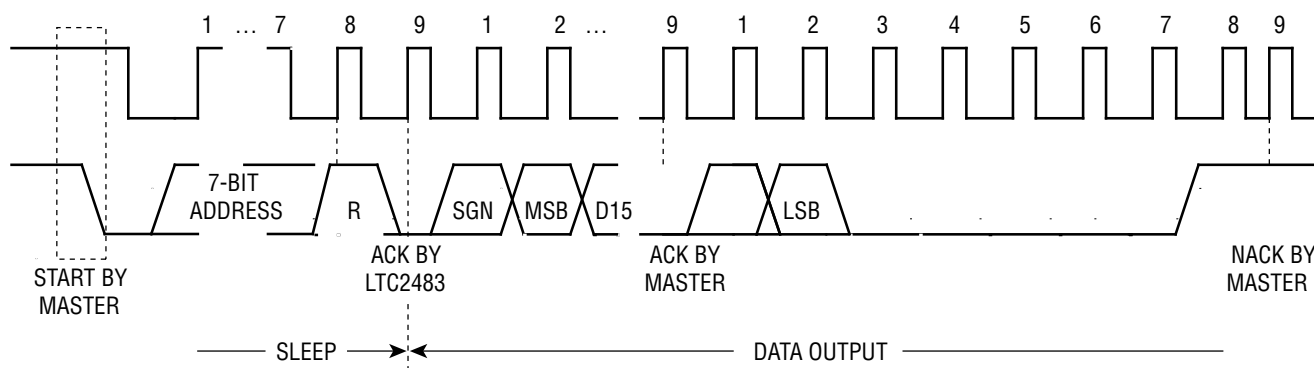 1 … 7 8 9 1 2 … 9 1 2 3 4 5 6 7 8 9
7-BIT
ADDRESS
R
SGN
MSB
D15
LSB
START BY
MASTER
ACK BY
LTC2483
ACK BY
MASTER
NACK BY
MASTER
SLEEP
DATA OUTPUT